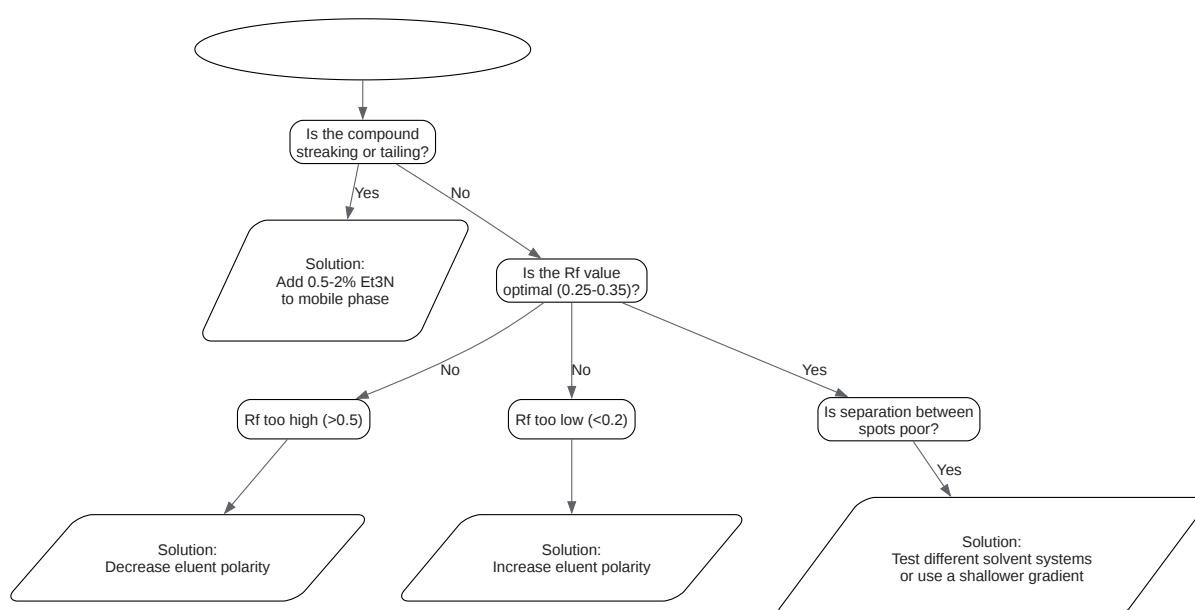 Is the compound
streaking or tailing?
Yes
No
Solution:
Add 0.5-2% Et3N
to mobile phase
Is the Rf value
optimal (0.25-0.35)?
No
No
Yes
Rf too high (>0.5)
Rf too low (<0.2)
Is separation between
spots poor?
Yes
Solution:
Decrease eluent polarity
Solution:
Increase eluent polarity
Solution:
Test different solvent systems
or use a shallower gradient